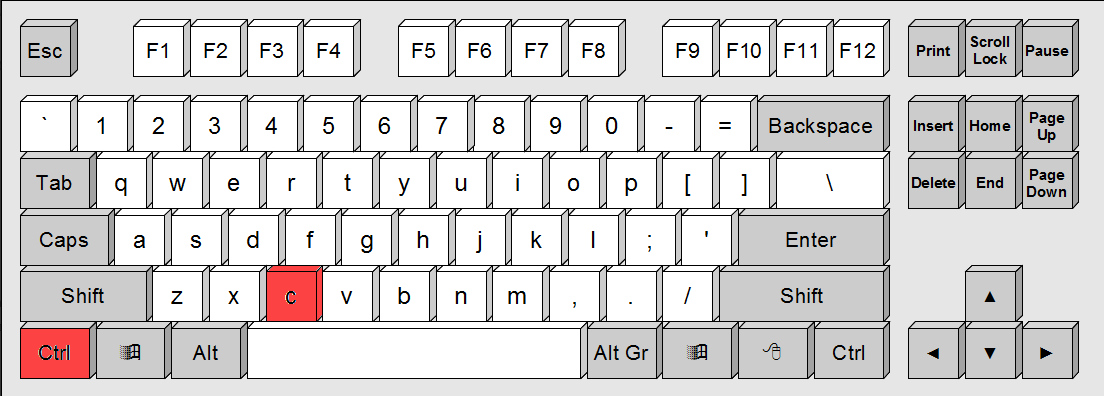 Esc F1 F2 F3 F4 F5 F6 F7 F8 F9 F10 F11 F12 Print Scroll Lock Pause
` 1 2 3 4 5 6 7 8 9 0 - = Backspace Insert Home Page Up
Tab q w e r t y u i o p [ ] \ Delete End Page Down
Caps a s d f g h j k l ; ' Enter
Shift z x c v b n m , . / Shift ▲
Ctrl Alt Alt Gr Ctrl ◄ ▼ ►